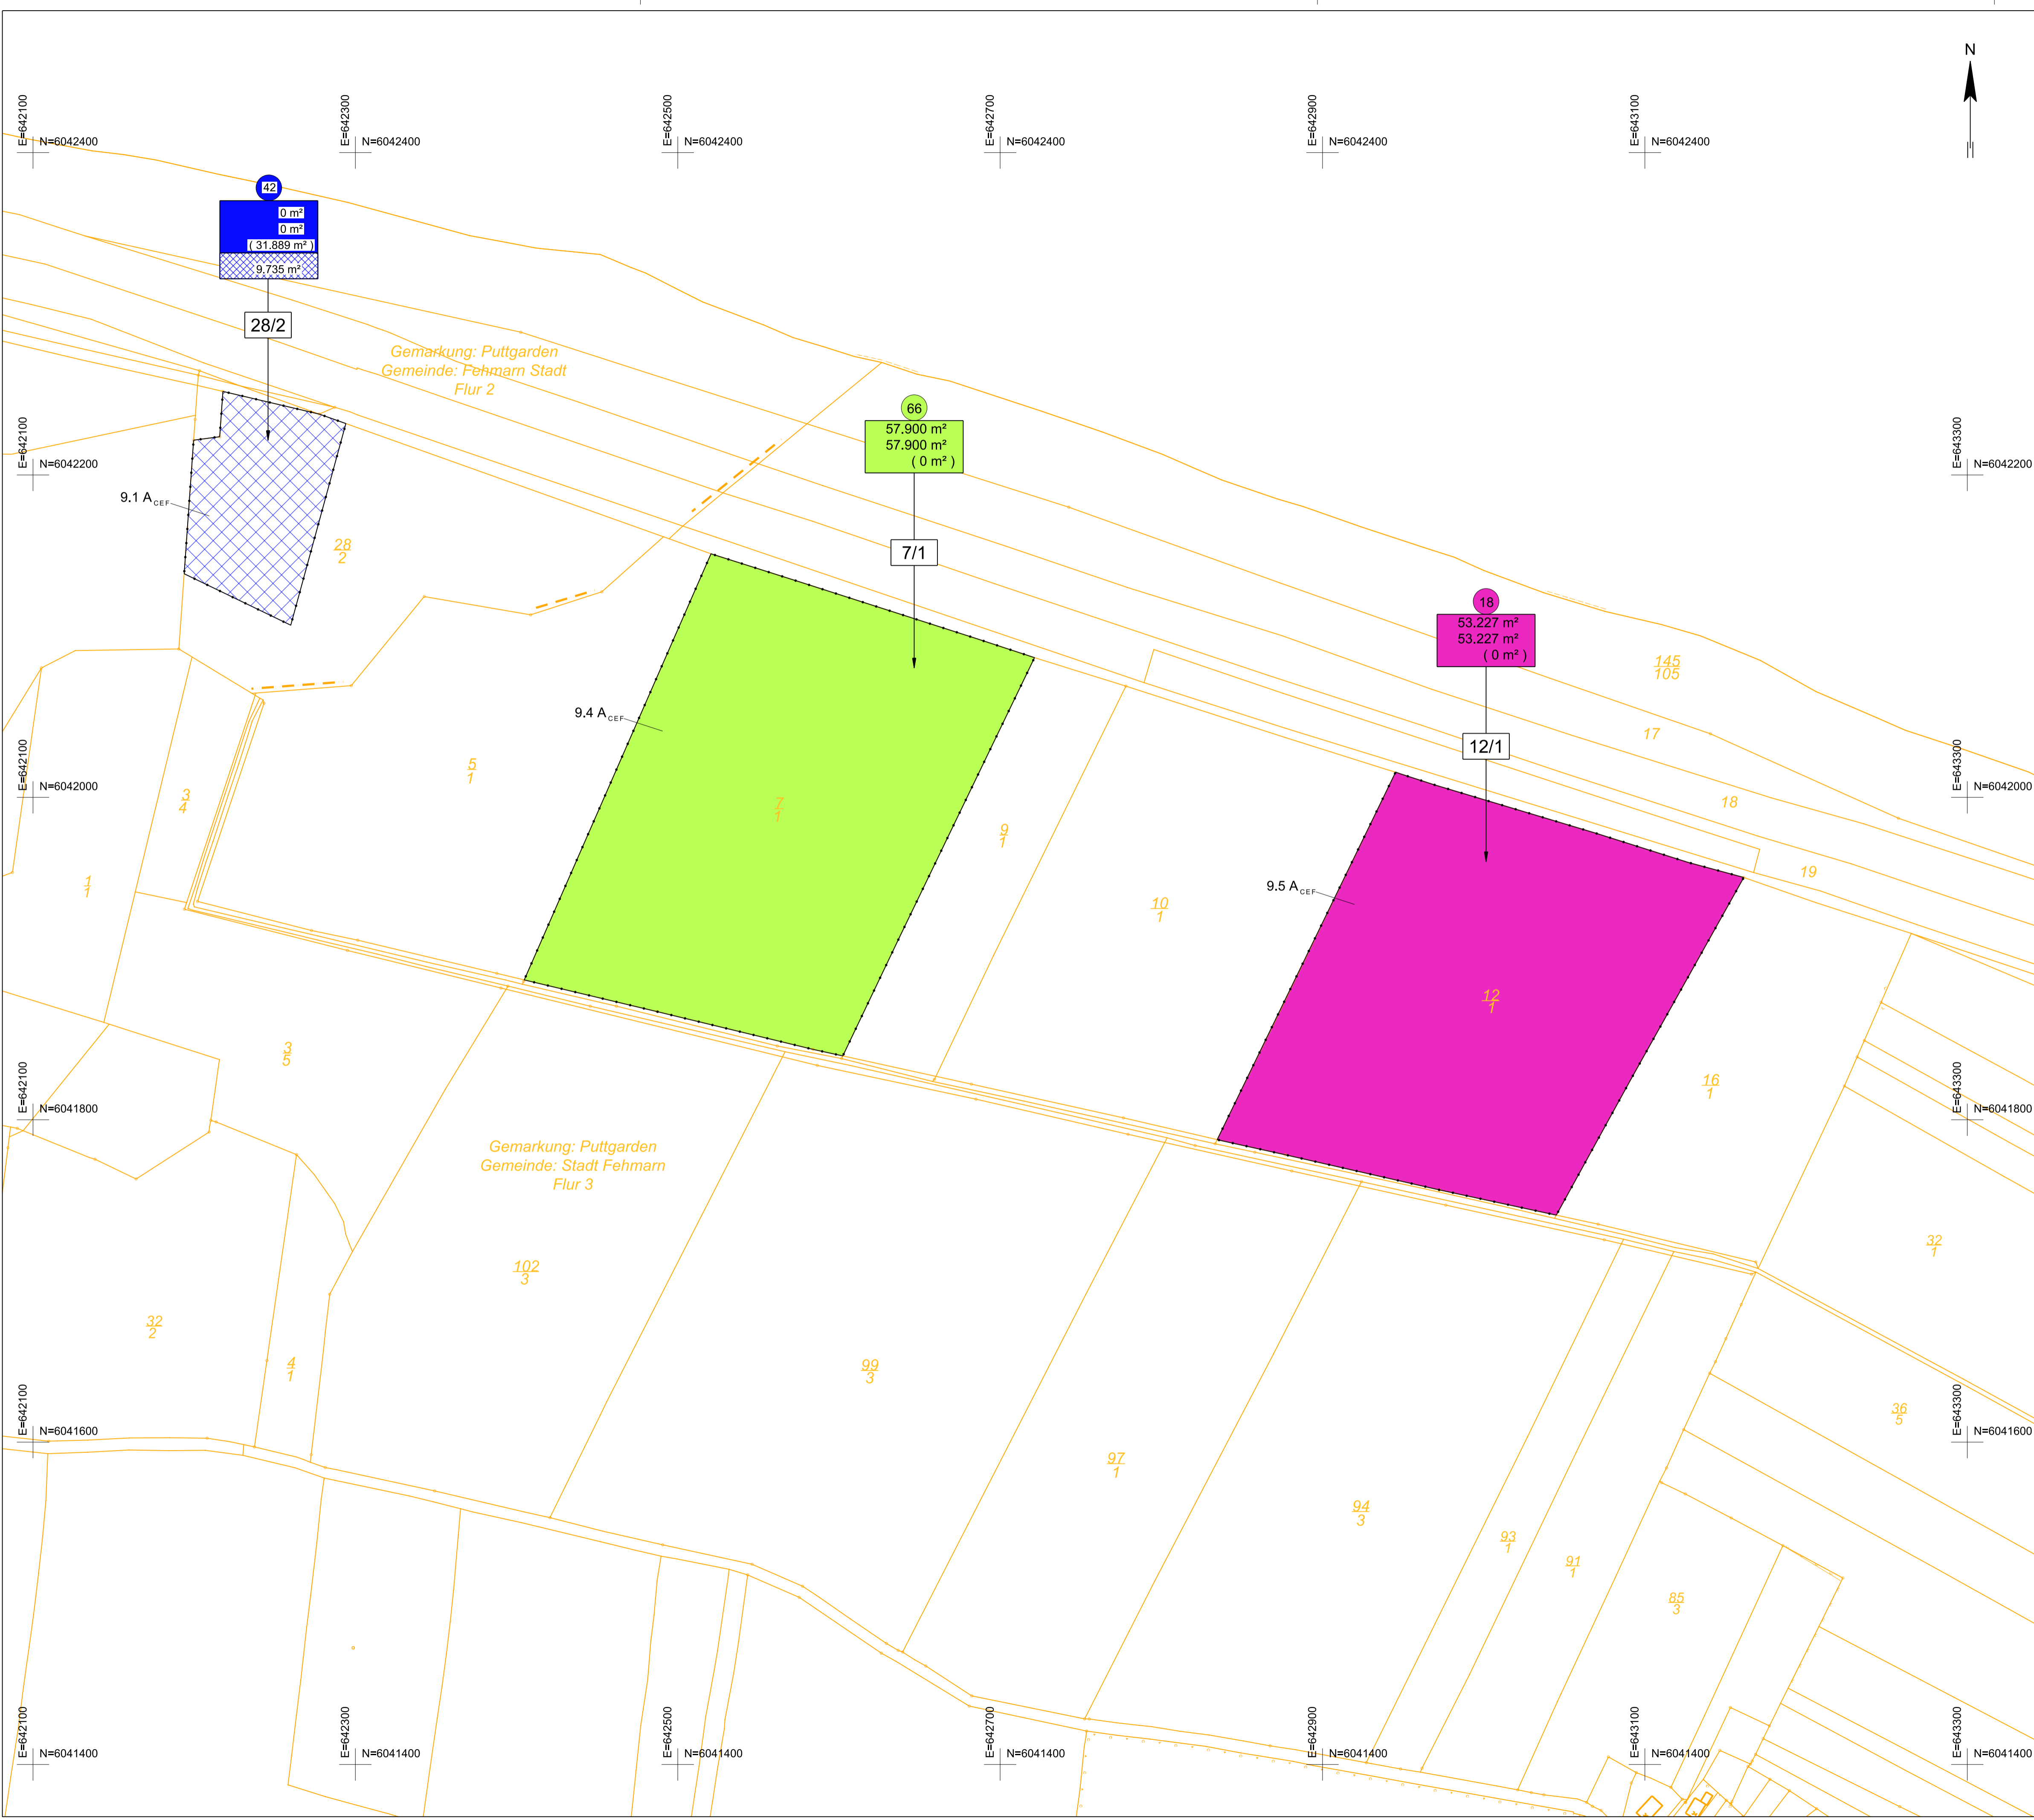 N
E=642100
N=6042400
E=642300
N=6042400
E=642500
N=6042400
E=642700
N=6042400
E=642900
N=6042400
E=643100
N=6042400
42
0 m²
0 m²
( 31.889 m² )
9.735 m²
28/2
Gemarkung: Puttgarden
Gemeinde: Fehmarn Stadt
Flur 2
66
57.900 m²
57.900 m²
( 0 m² )
7/1
E=642100
N=6042200
E=643300
N=6042200
9.1 A CEF
28
2
18
53.227 m²
53.227 m²
( 0 m² )
12/1
145
105
17
18
19
9.4 A CEF
E=642100
N=6042000
E=643300
N=6042000
5
1
3
4
7
1
9
1
1
1
10
1
9.5 A CEF
12
1
3
5
16
1
E=642100
N=6041800
E=643300
N=6041800
Gemarkung: Puttgarden
Gemeinde: Stadt Fehmarn
Flur 3
32
1
102
3
32
2
4
1
99
3
36
5
E=642100
N=6041600
E=643300
N=6041600
97
1
94
3
93
1
91
1
85
3
E=642100
N=6041400
E=642300
N=6041400
E=642500
N=6041400
E=642700
N=6041400
E=642900
N=6041400
E=643100
N=6041400
E=643300
N=6041400